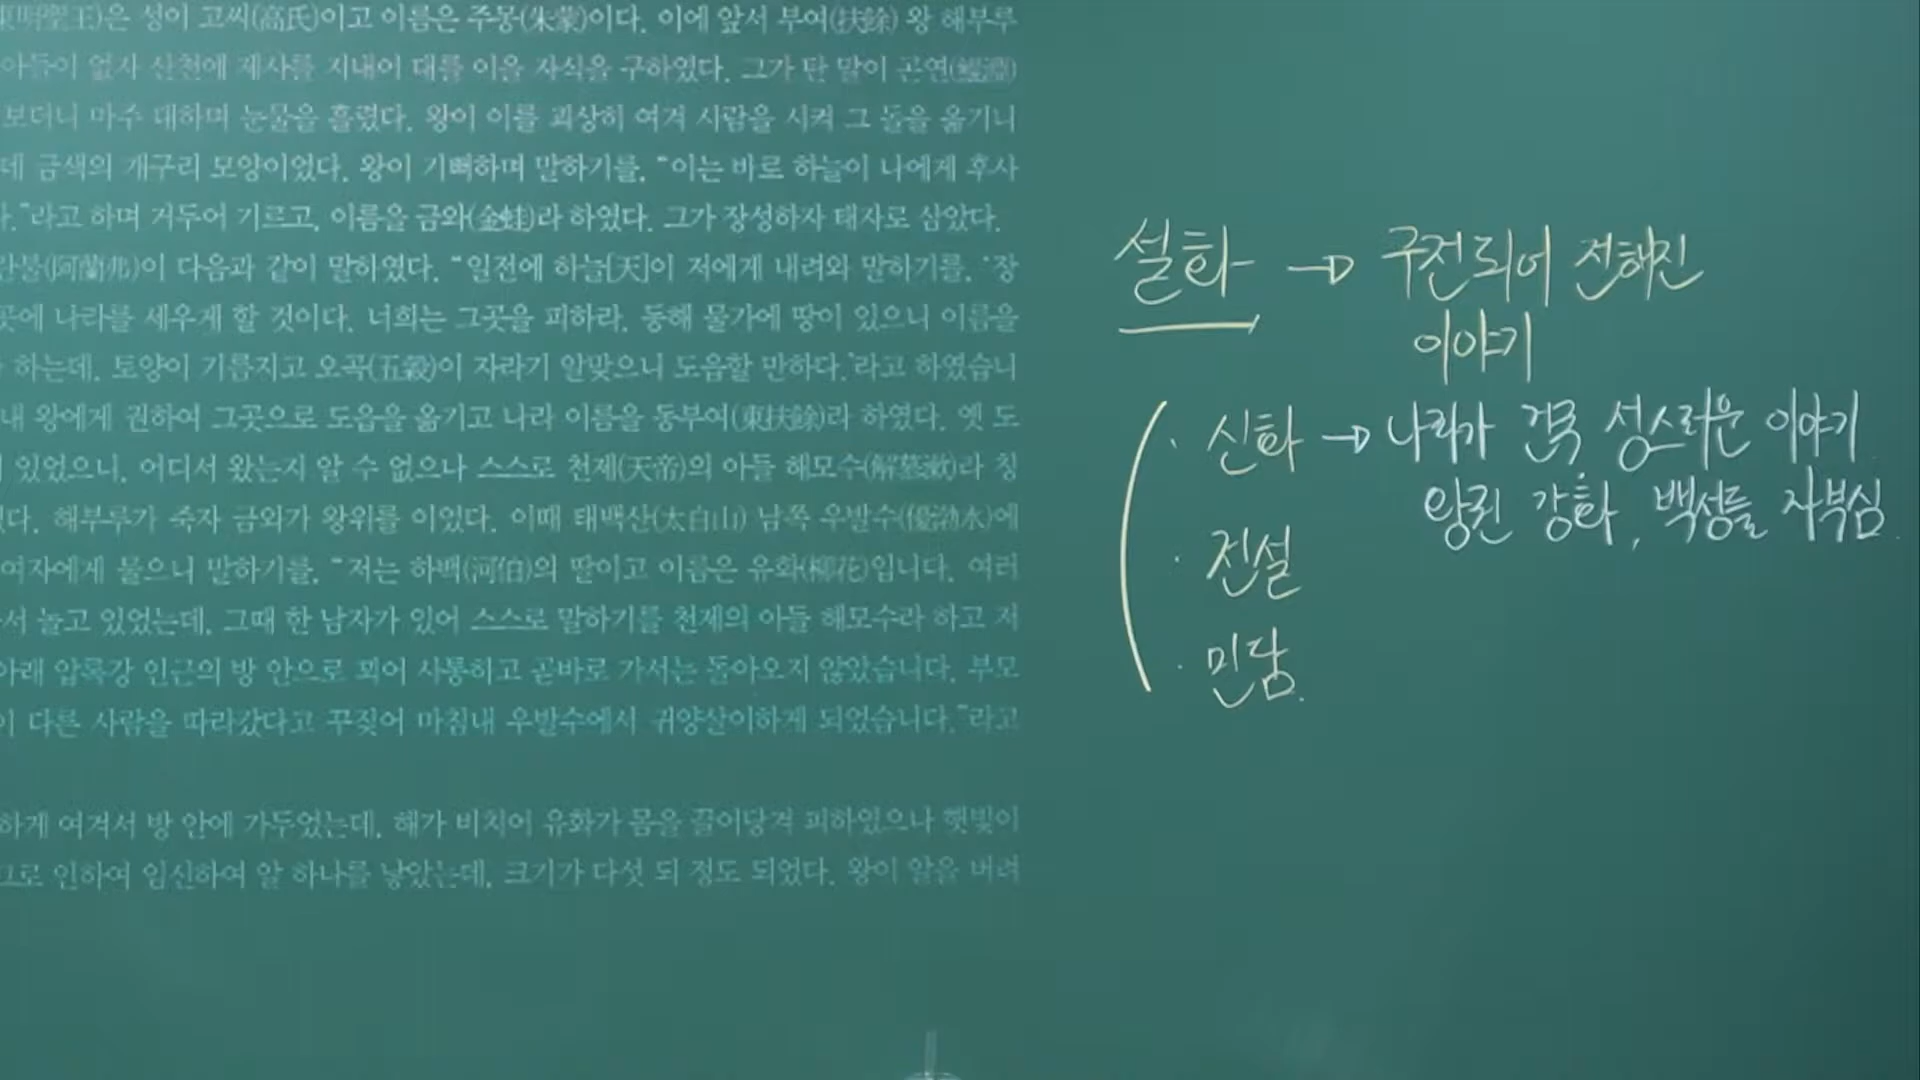 은 성이 고씨(高氏)이고 이름은 주몽(朱蒙)이다. 이에 앞서 부여(扶餘) 왕 해부루
아들이 없자 산천에 제사를 지내어 대를 이을 자식을 구하였다. 그가 탄 말이 곤연(鯤淵)
보더니 마주 대하며 눈물을 흘렸다. 왕이 이를 괴상히 여겨 사람을 시켜 그 돌을 옮기니
데 금색의 개구리 모양이었다. 왕이 기뻐하며 말하기를, “이는 바로 하늘이 나에게 후사
”라고 하며 거두어 기르고, 이름을 금와(金蛙)라 하였다. 그가 장성하자 태자로 삼았다.
란불(阿蘭弗)이 다음과 같이 말하였다. “일전에 하늘[天]이 저에게 내려와 말하기를, ‘장
곳에 나라를 세우게 할 것이다. 너희는 그곳을 피하라. 동해 물가에 땅이 있으니 이름을
하는데, 토양이 기름지고 오곡(五穀)이 자라기 알맞으니 도읍할 만하다.’라고 하였습니
내 왕에게 권하여 그곳으로 도읍을 옮기고 나라 이름을 동부여(東扶餘)라 하였다. 옛 도
있었으니, 어디서 왔는지 알 수 없으나 스스로 천제(天帝)의 아들 해모수(解慕漱)라 칭
다. 해부루가 죽자 금와가 왕위를 이었다. 이때 태백산(太白山) 남쪽 우발수(優渤水)에
여자에게 물으니 말하기를, “저는 하백(河伯)의 딸이고 이름은 유화(柳花)입니다. 여러
서 놀고 있었는데, 그때 한 남자가 있어 스스로 말하기를 천제의 아들 해모수라 하고 저
아래 압록강 인근의 방 안으로 꾀어 사통하고 곧바로 가서는 돌아오지 않았습니다. 부모
이 다른 사람을 따라갔다고 꾸짖어 마침내 우발수에서 귀양살이하게 되었습니다.”라고
하게 여겨서 방 안에 가두었는데, 해가 비치어 유화가 몸을 끌어당겨 피하였으나 햇빛이
그로 인하여 임신하여 알 하나를 낳았는데, 크기가 다섯 되 정도 되었다. 왕이 알을 버려
설화 → 구전되어 전해진
이야기
· 신화 → 나라가 건국 성스러운 이야기
왕권 강화, 백성들 자부심.
· 전설
· 민담.